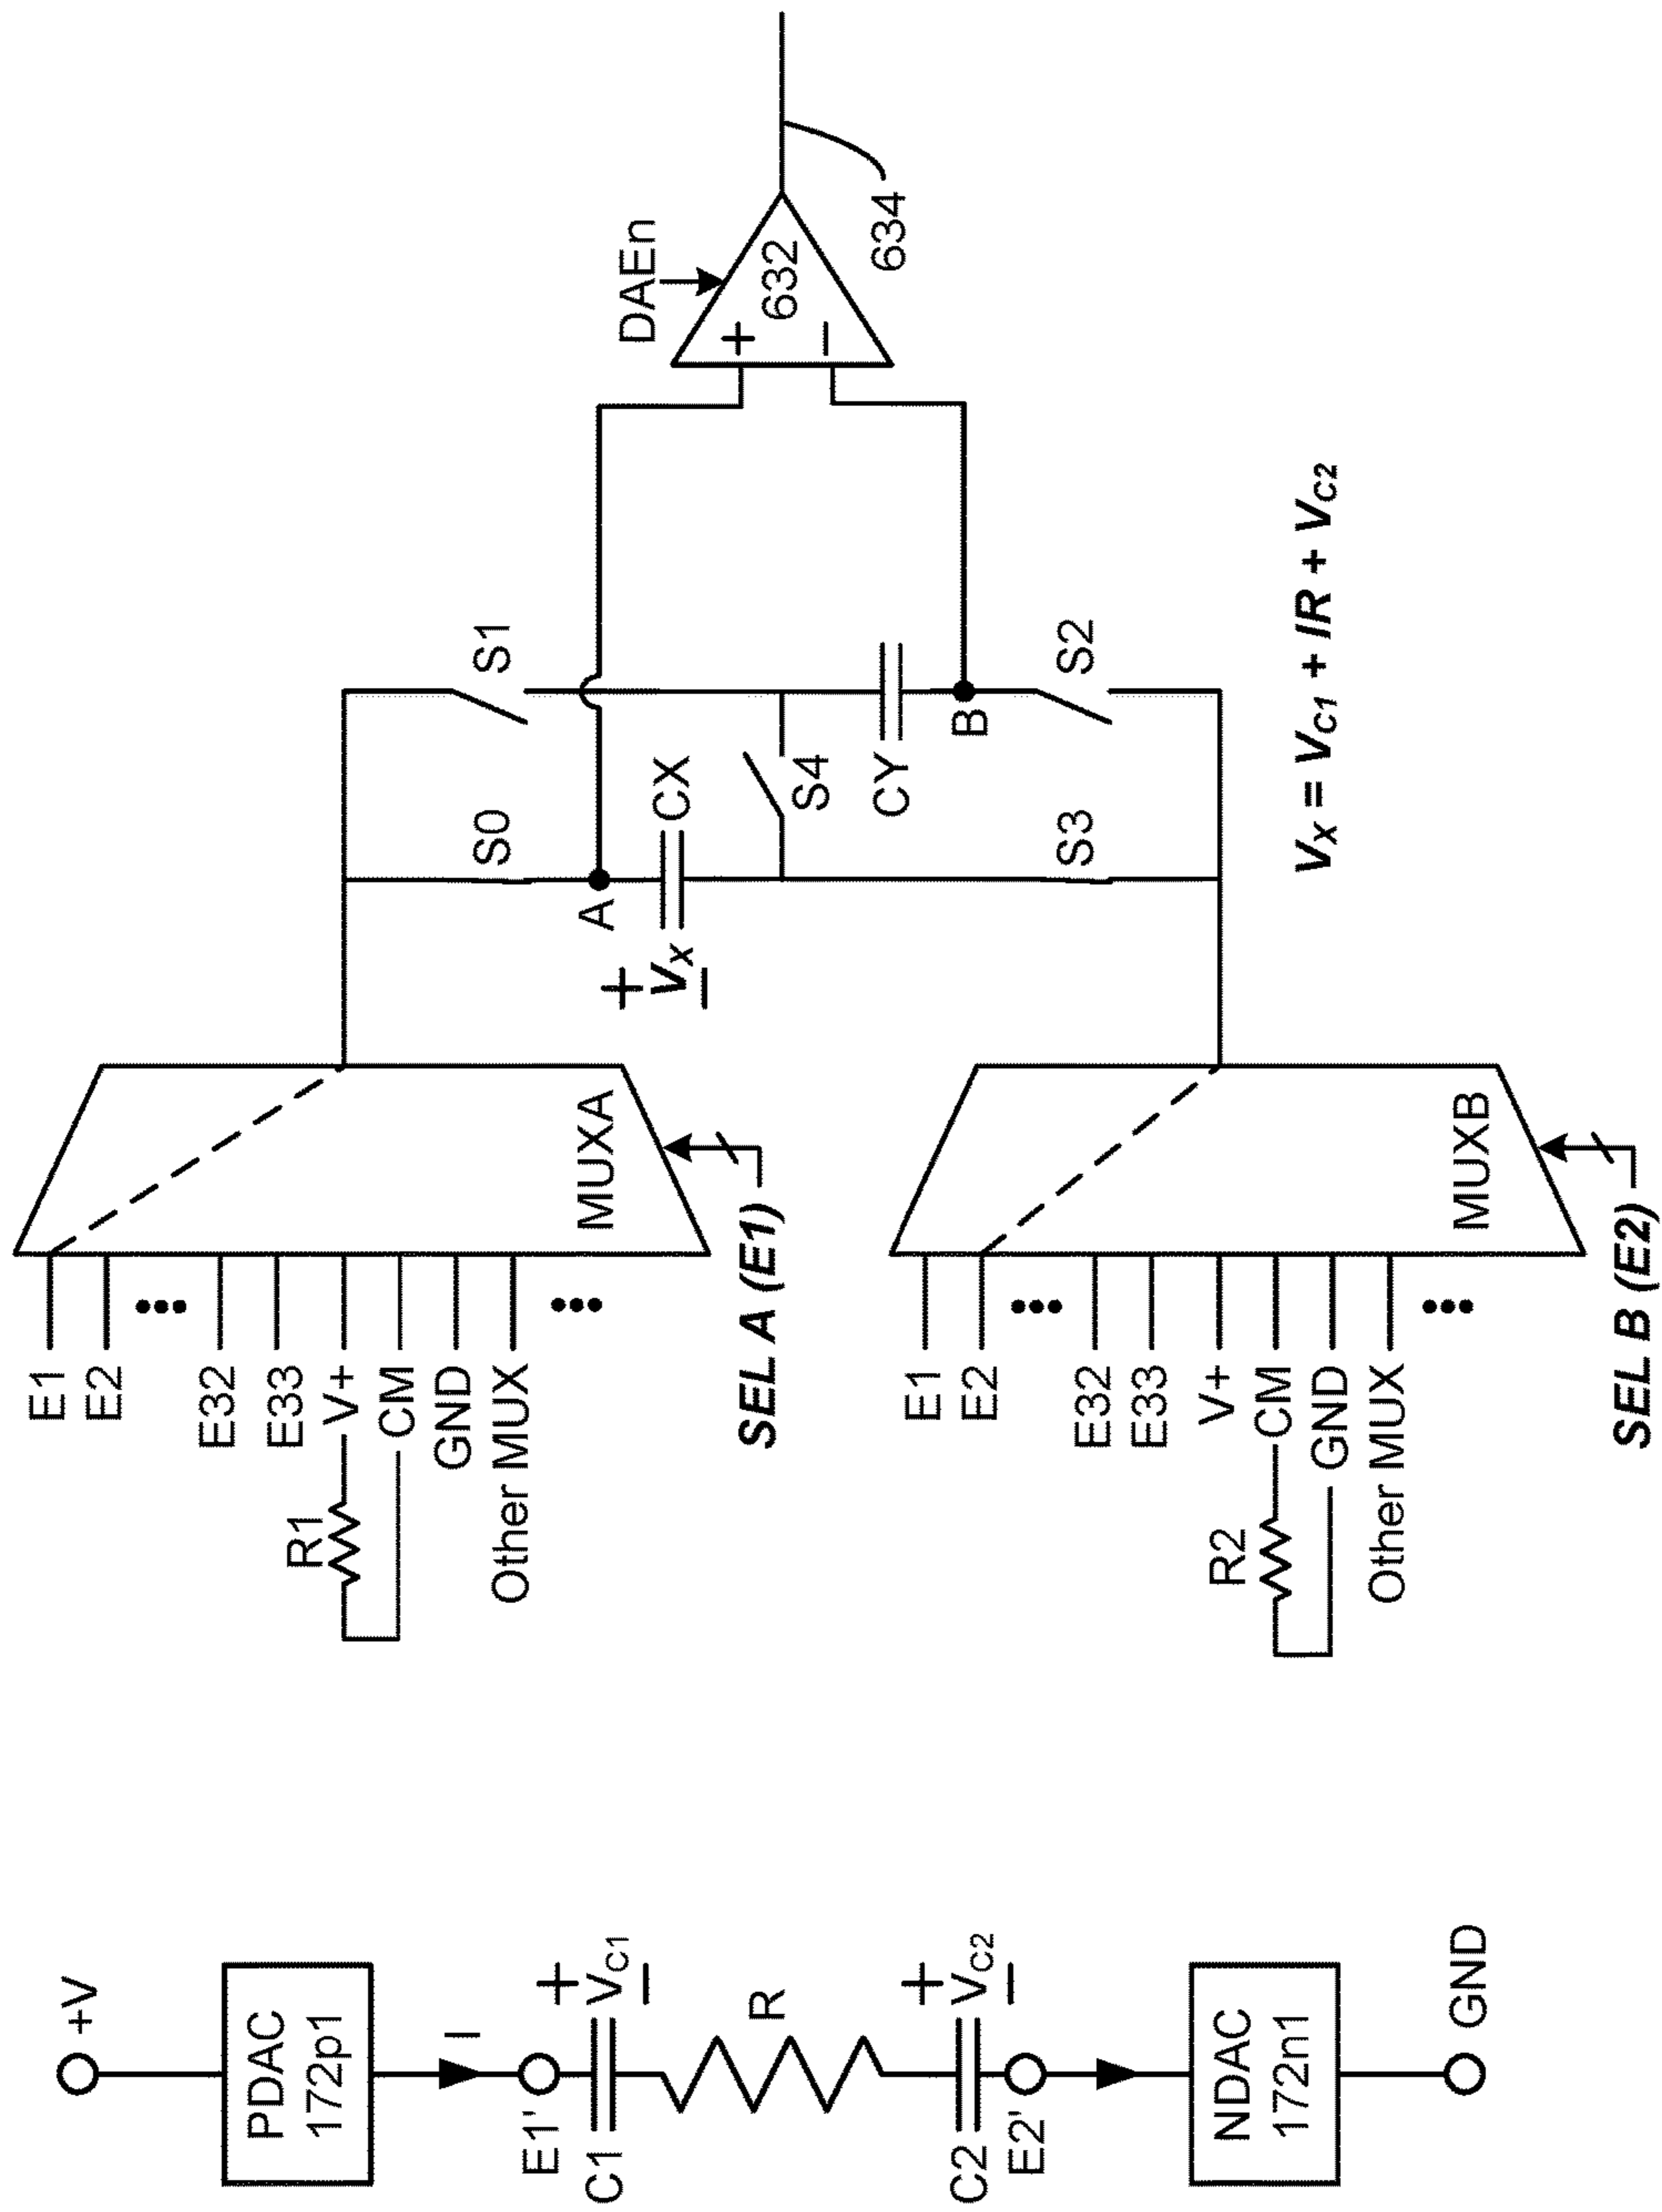 +V
PDAC
172p1
I
E1'
C1
+
VC1
–
R
C2
+
VC2
–
E2'
NDAC
172n1
GND
E1
E2
•••
E32
E33
V+
CM
GND
Other MUX
•••
R1
MUXA
SEL A (E1)
E1
E2
•••
E32
E33
V+
CM
GND
Other MUX
•••
R2
MUXB
SEL B (E2)
S0
S1
A
+
Vx
–
CX
S4
CY
B
S3
S2
DAEn
+
632
–
634
Vx = VC1 + IR + VC2